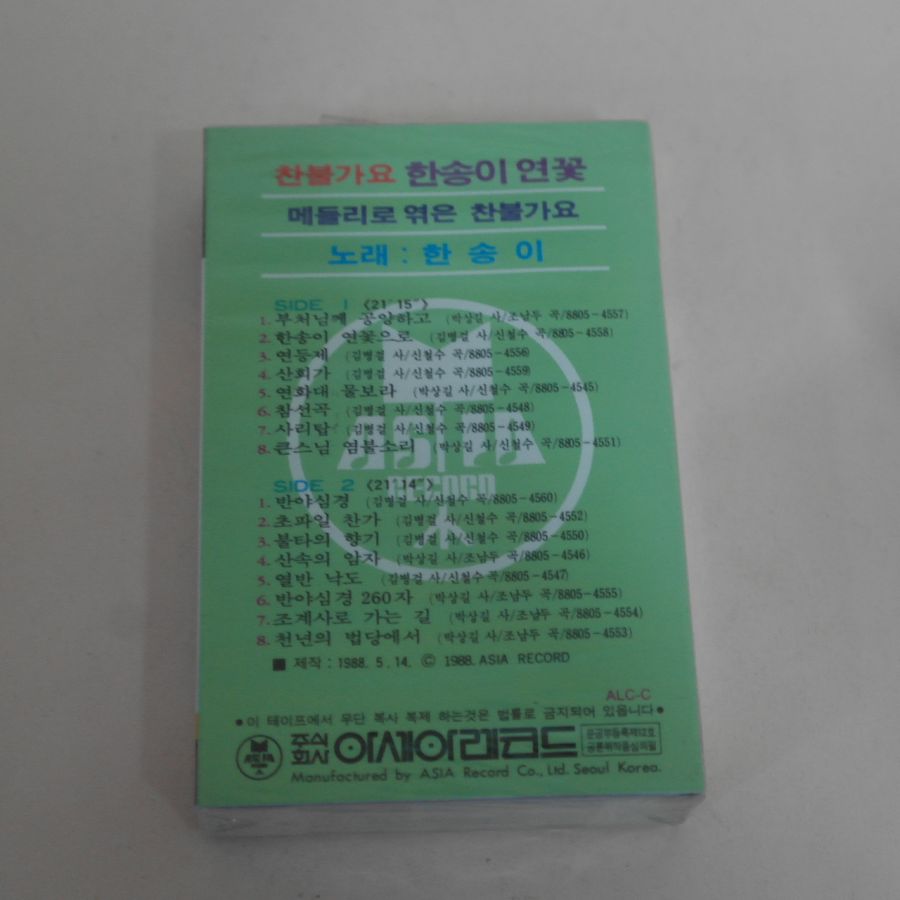 찬불가요 한송이 연꽃
메들리로 엮은 찬불가요
노래 : 한 송 이
SIDE 1 〈21′ 15″〉
1. 부처님께 공양하고 (박상길 사/조남두 곡/8805-4557)
2. 한송이 연꽃으로 (김병걸 사/신철수 곡/8805-4558)
3. 연등제 (김병걸 사/신철수 곡/8805-4556)
4. 산회가 (김병걸 사/신철수 곡/8805-4559)
5. 연화대 물보라 (박상길 사/신철수 곡/8805-4545)
6. 참선곡 (김병걸 사/신철수 곡/8805-4548)
7. 사리탑 (김병걸 사/신철수 곡/8805-4549)
8. 큰스님 염불소리 (박상길 사/신철수 곡/8805-4551)
SIDE 2 〈21′ 14″〉
1. 반야심경 (김병걸 사/신철수 곡/8805-4560)
2. 초파일 찬가 (김병걸 사/신철수 곡/8805-4552)
3. 불타의 향기 (김병걸 사/신철수 곡/8805-4550)
4. 산속의 암자 (박상길 사/조남두 곡/8805-4546)
5. 열반 낙도 (김병걸 사/신철수 곡/8805-4547)
6. 반야심경 260자 (박상길 사/조남두 곡/8805-4555)
7. 조계사로 가는 길 (박상길 사/조남두 곡/8805-4554)
8. 천년의 법당에서 (박상길 사/조남두 곡/8805-4553)
■ 제작 : 1988. 5. 14. © 1988. ASIA RECORD
ALC-C
● 이 테이프에서 무단 복사 복제 하는것은 법률로 금지되어 있읍니다 ●
주식회사 아세아레코드
문공부등록제12호
공륜위작품심의필
Manufactured by ASIA Record Co., Ltd. Seoul Korea.